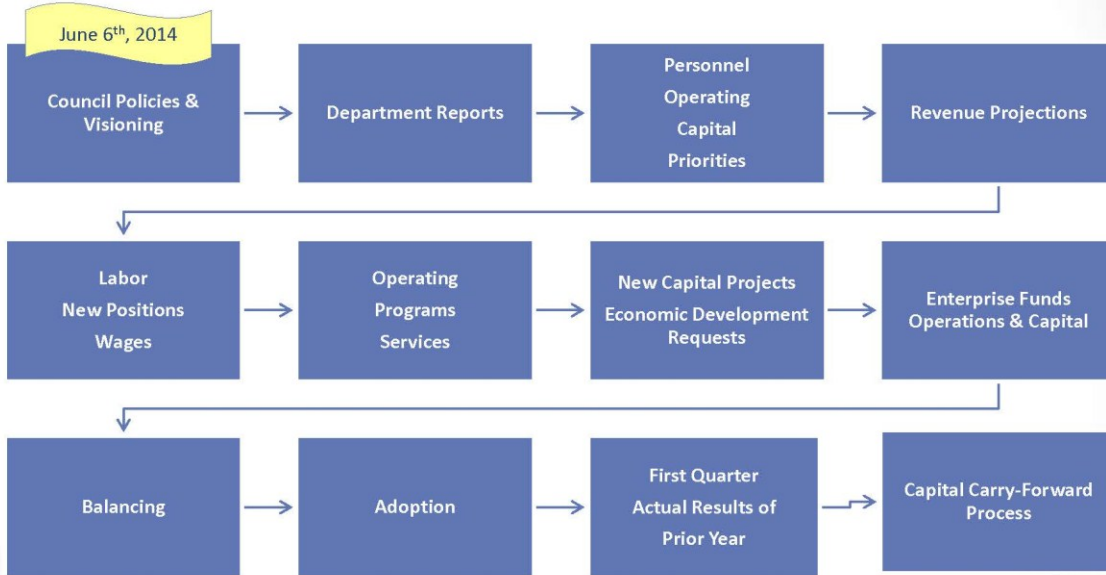 June 6th, 2014
Council Policies &
Visioning
Department Reports
Personnel
Operating
Capital
Priorities
Revenue Projections
Labor
New Positions
Wages
Operating
Programs
Services
New Capital Projects
Economic Development
Requests
Enterprise Funds
Operations & Capital
Balancing
Adoption
First Quarter
Actual Results of
Prior Year
Capital Carry-Forward
Process